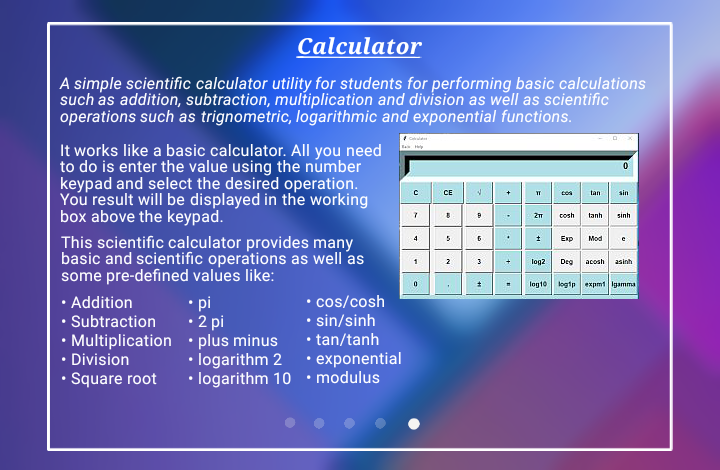 Calculator
A simple scientific calculator utility for students for performing basic calculations
such as addition, subtraction, multiplication and division as well as scientific
operations such as trignometric, logarithmic and exponential functions.
It works like a basic calculator. All you need
to do is enter the value using the number
keypad and select the desired operation.
You result will be displayed in the working
box above the keypad.
This scientific calculator provides many
basic and scientific operations as well as
some pre-defined values like:
• Addition
• Subtraction
• Multiplication
• Division
• Square root
• pi
• 2 pi
• plus minus
• logarithm 2
• logarithm 10
• cos/cosh
• sin/sinh
• tan/tanh
• exponential
• modulus
Calculator
Help
0
C CE √ + π cos tan sin
7 8 9 - 2π cosh tanh sinh
4 5 6 * ± Exp Mod e
1 2 3 ÷ log2 Deg acosh asinh
0 . ± = log10 log1p expm1 lgamma